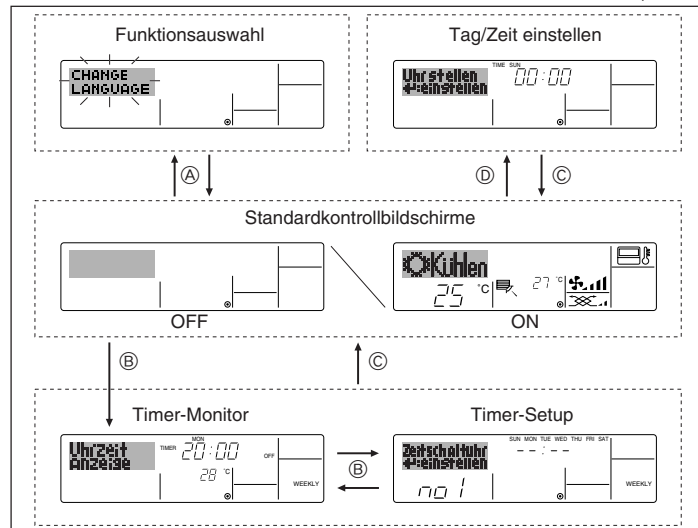 Funktionsauswahl
Tag/Zeit einstellen
CHANGE
LANGUAGE
TIME SUN
Uhr stellen
↵:einstellen
00:00
Ⓐ
Ⓓ
Ⓒ
Standardkontrollbildschirme
Kühlen
25 °C
27 °C
OFF
ON
Ⓑ
Ⓒ
Timer-Monitor
Timer-Setup
Uhrzeit
Anzeige
TIMER
MON
20:00
OFF
28 °C
WEEKLY
Ⓑ
SUN MON TUE WED THU FRI SAT
Zeitschaltuhr
↵:einstellen
--:--
no 1
WEEKLY